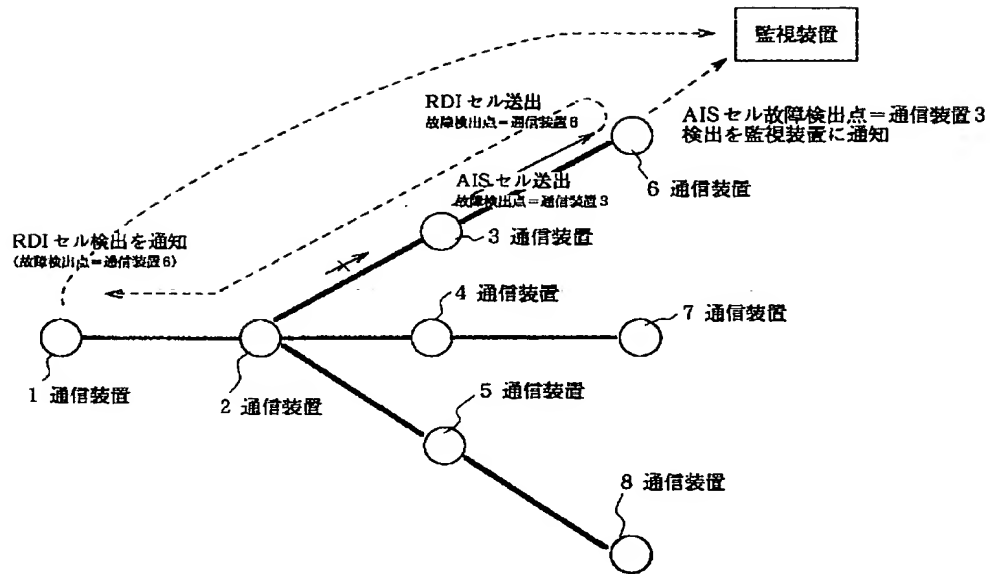 監視装置
RDIセル送出
故障検出点＝通信装置6
AISセル故障検出点＝通信装置3
検出を監視装置に通知
AISセル送出
故障検出点＝通信装置3
6 通信装置
RDIセル検出を通知
（故障検出点＝通信装置6）
3 通信装置
4 通信装置
7 通信装置
1 通信装置
2 通信装置
5 通信装置
8 通信装置